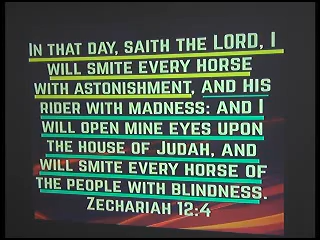 In that day, saith the LORD, I
will smite every horse
with astonishment, and his
rider with madness: and I
will open mine eyes upon
the house of Judah, and
will smite every horse of
the people with blindness.
Zechariah 12:4